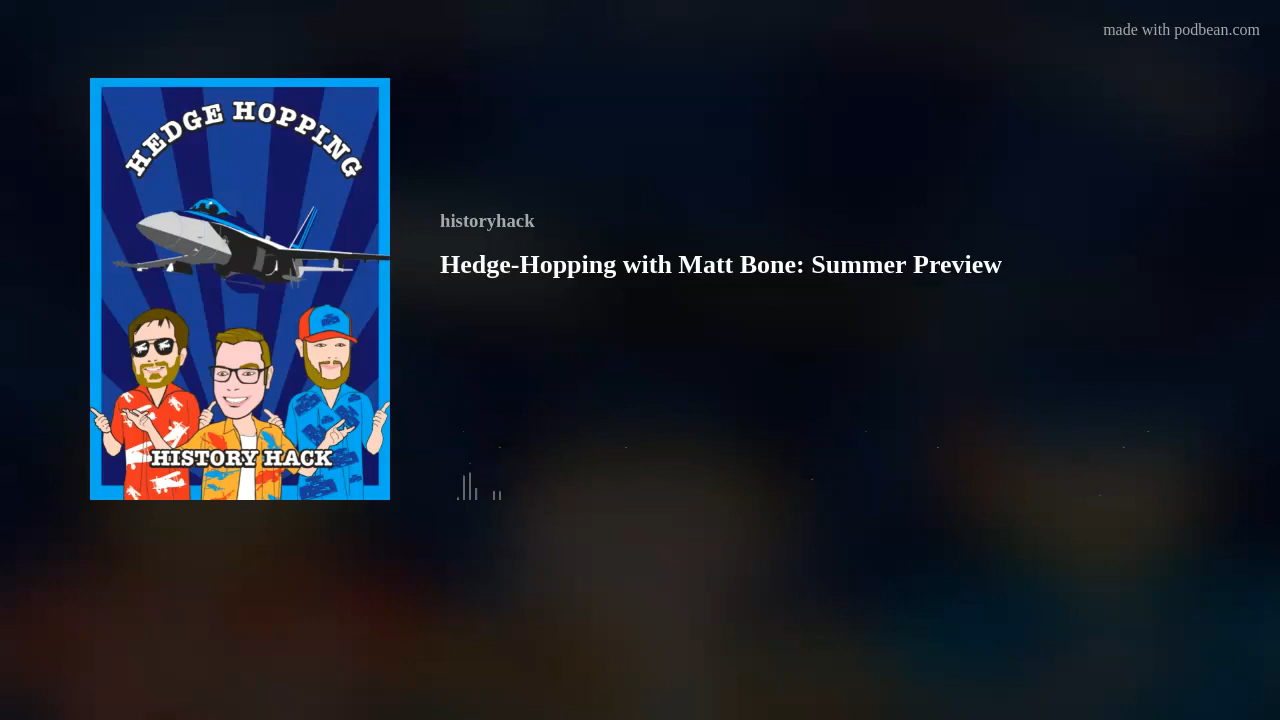 made with podbean.com
HEDGE HOPPING
historyhack
Hedge-Hopping with Matt Bone: Summer Preview
HISTORY HACK